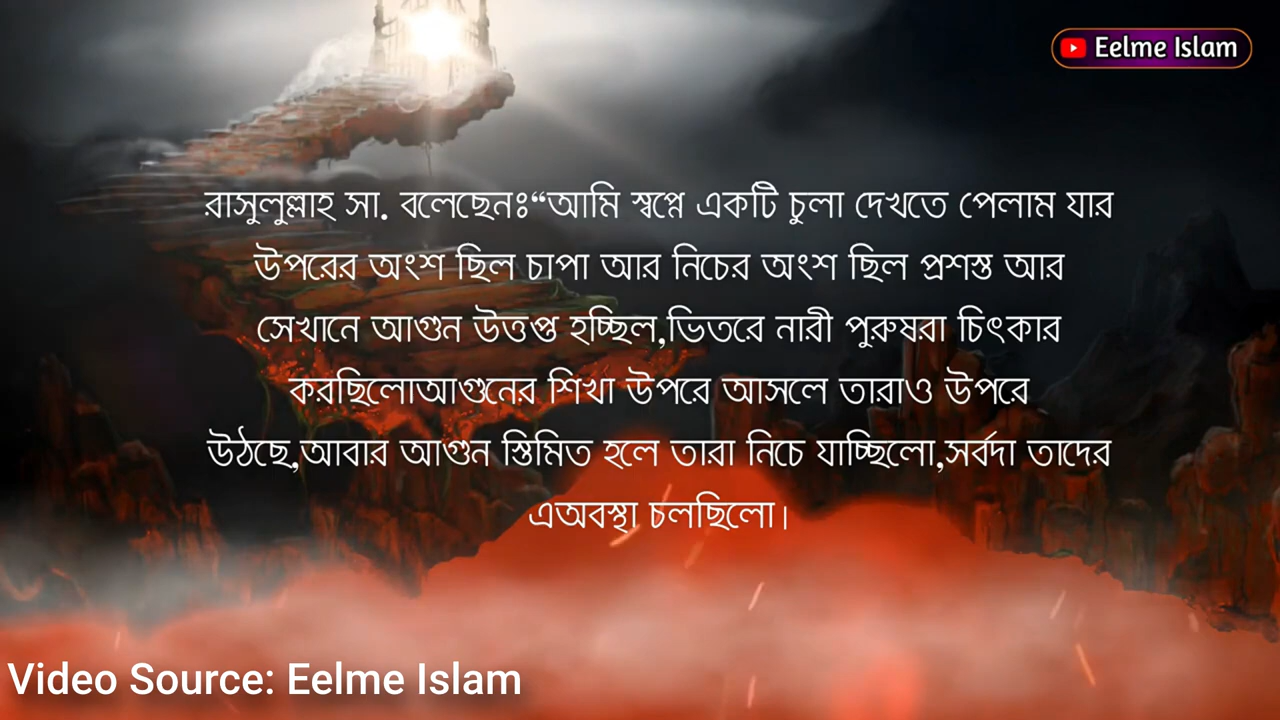 Eelme Islam
রাসুলুল্লাহ সা. বলেছেনঃ“আমি স্বপ্নে একটি চুলা দেখতে পেলাম যার
উপরের অংশ ছিল চাপা আর নিচের অংশ ছিল প্রশস্ত আর
সেখানে আগুন উত্তপ্ত হচ্ছিল,ভিতরে নারী পুরুষরা চিৎকার
করছিলোআগুনের শিখা উপরে আসলে তারাও উপরে
উঠছে,আবার আগুন স্তিমিত হলে তারা নিচে যাচ্ছিলো,সর্বদা তাদের
এঅবস্থা চলছিলো।
Video Source: Eelme Islam